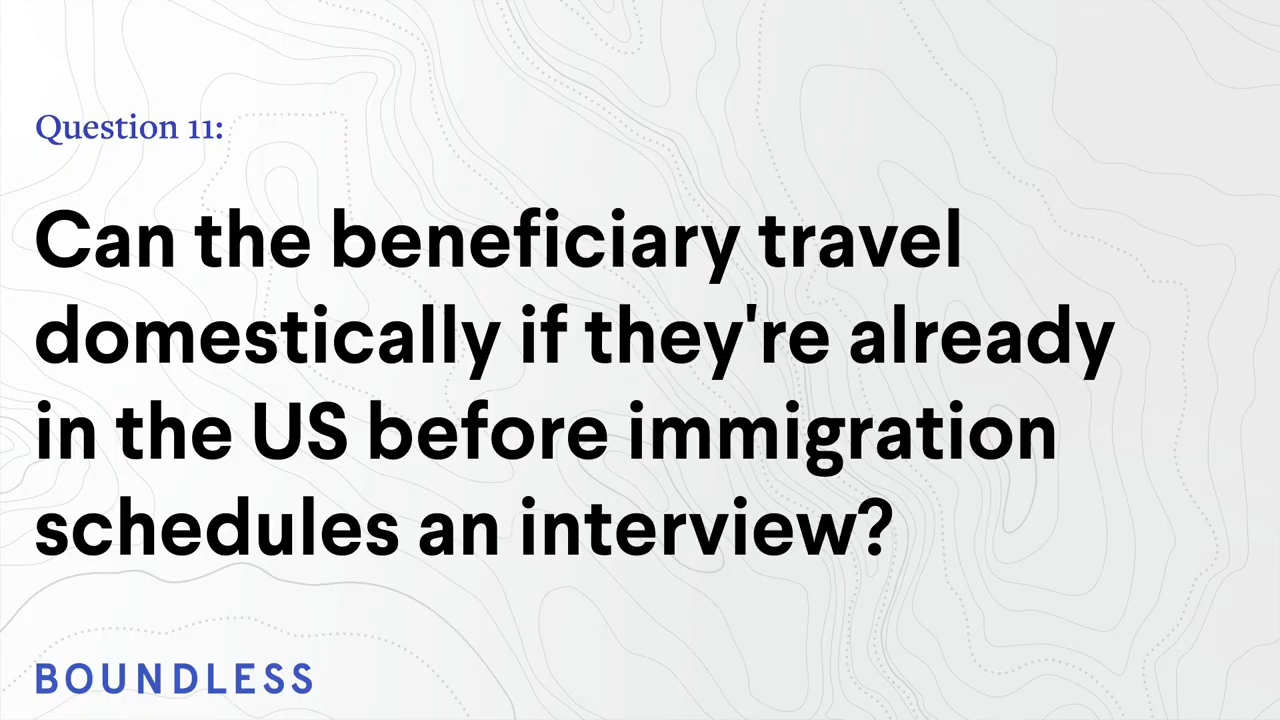 Question 11:
Can the beneficiary travel
domestically if they're already
in the US before immigration
schedules an interview?
BOUNDLESS